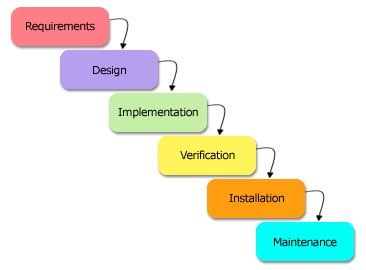 Requirements
Design
Implementation
Verification
Installation
Maintenance